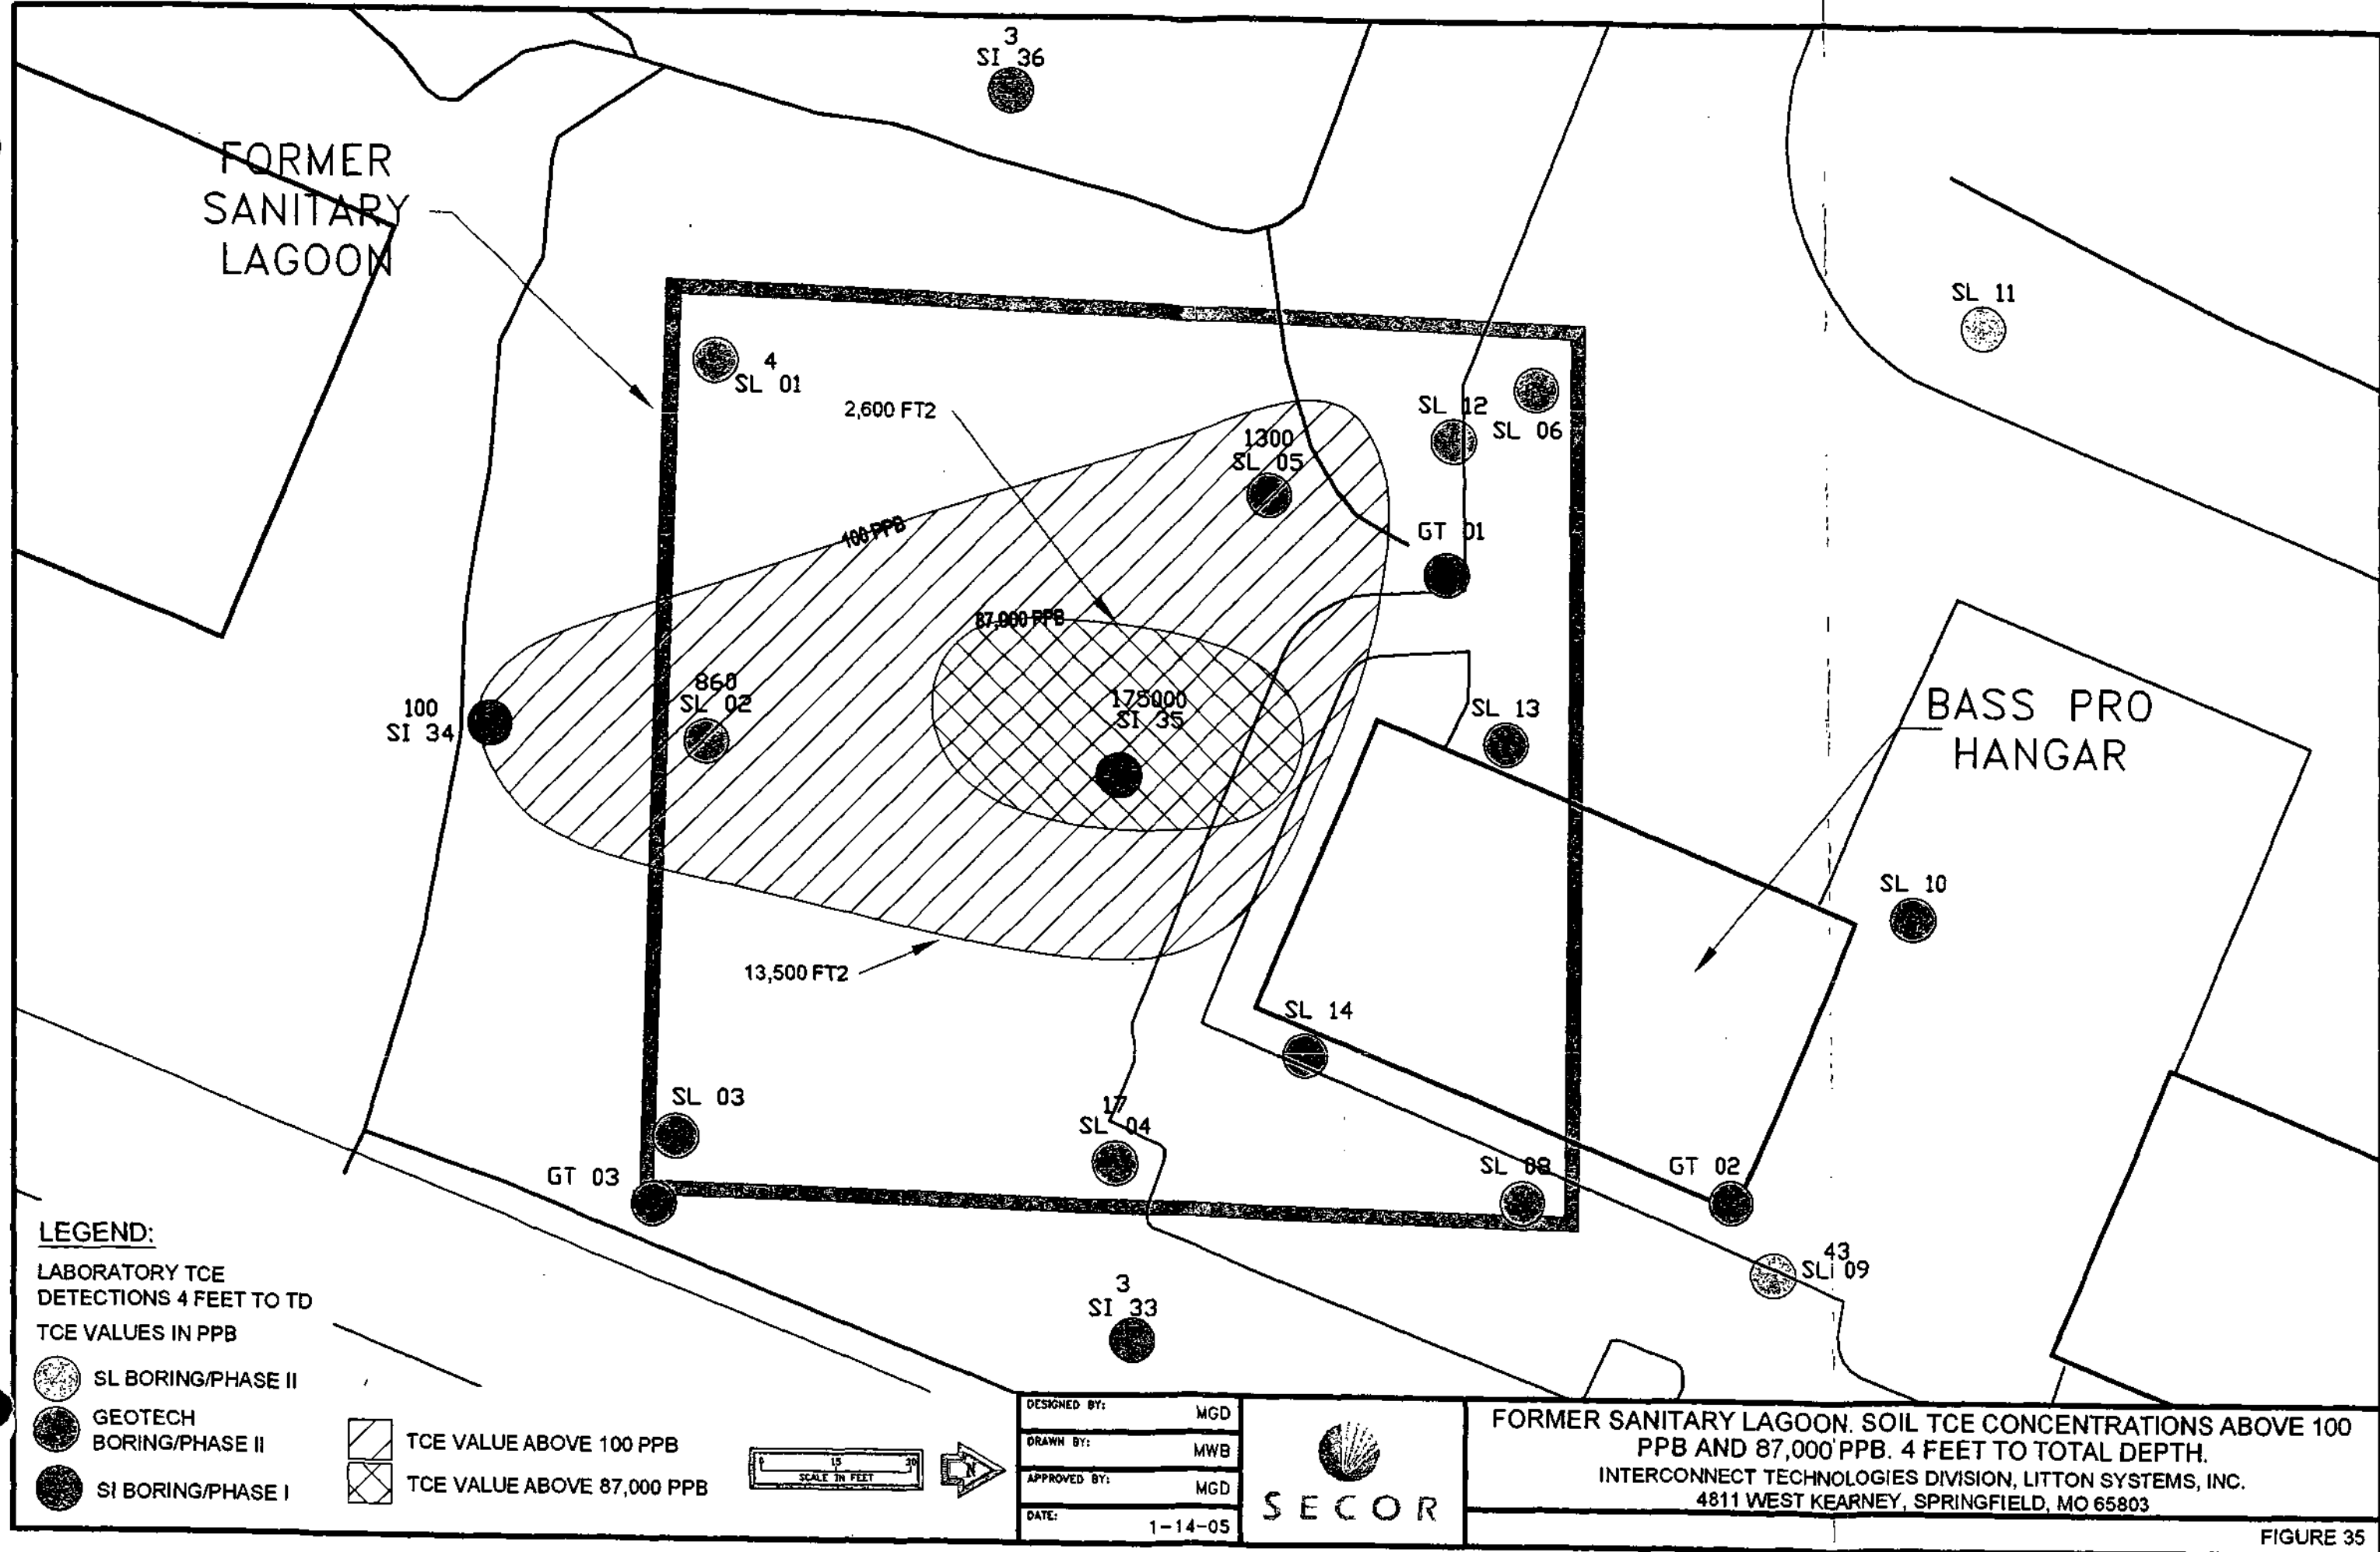 3
SI 36
FORMER
SANITARY
LAGOON
SL 11
4
SL 01
2,600 FT2
SL 12
SL 06
1300
SL 05
100 PPB
GT 01
87,000 PPB
860
SL 02
175000
SI 35
100
SI 34
SL 13
BASS PRO
HANGAR
SL 10
13,500 FT2
SL 14
SL 03
17
SL 04
GT 03
SL 08
GT 02
43
SL 09
3
SI 33
LEGEND:
LABORATORY TCE
DETECTIONS 4 FEET TO TD
TCE VALUES IN PPB
SL BORING/PHASE II
GEOTECH
BORING/PHASE II
SI BORING/PHASE I
TCE VALUE ABOVE 100 PPB
TCE VALUE ABOVE 87,000 PPB
0 15 30
SCALE IN FEET
N
DESIGNED BY: MGD
DRAWN BY: MWB
APPROVED BY: MGD
DATE: 1-14-05
SECOR
FORMER SANITARY LAGOON. SOIL TCE CONCENTRATIONS ABOVE 100
PPB AND 87,000 PPB. 4 FEET TO TOTAL DEPTH.
INTERCONNECT TECHNOLOGIES DIVISION, LITTON SYSTEMS, INC.
4811 WEST KEARNEY, SPRINGFIELD, MO 65803
FIGURE 35